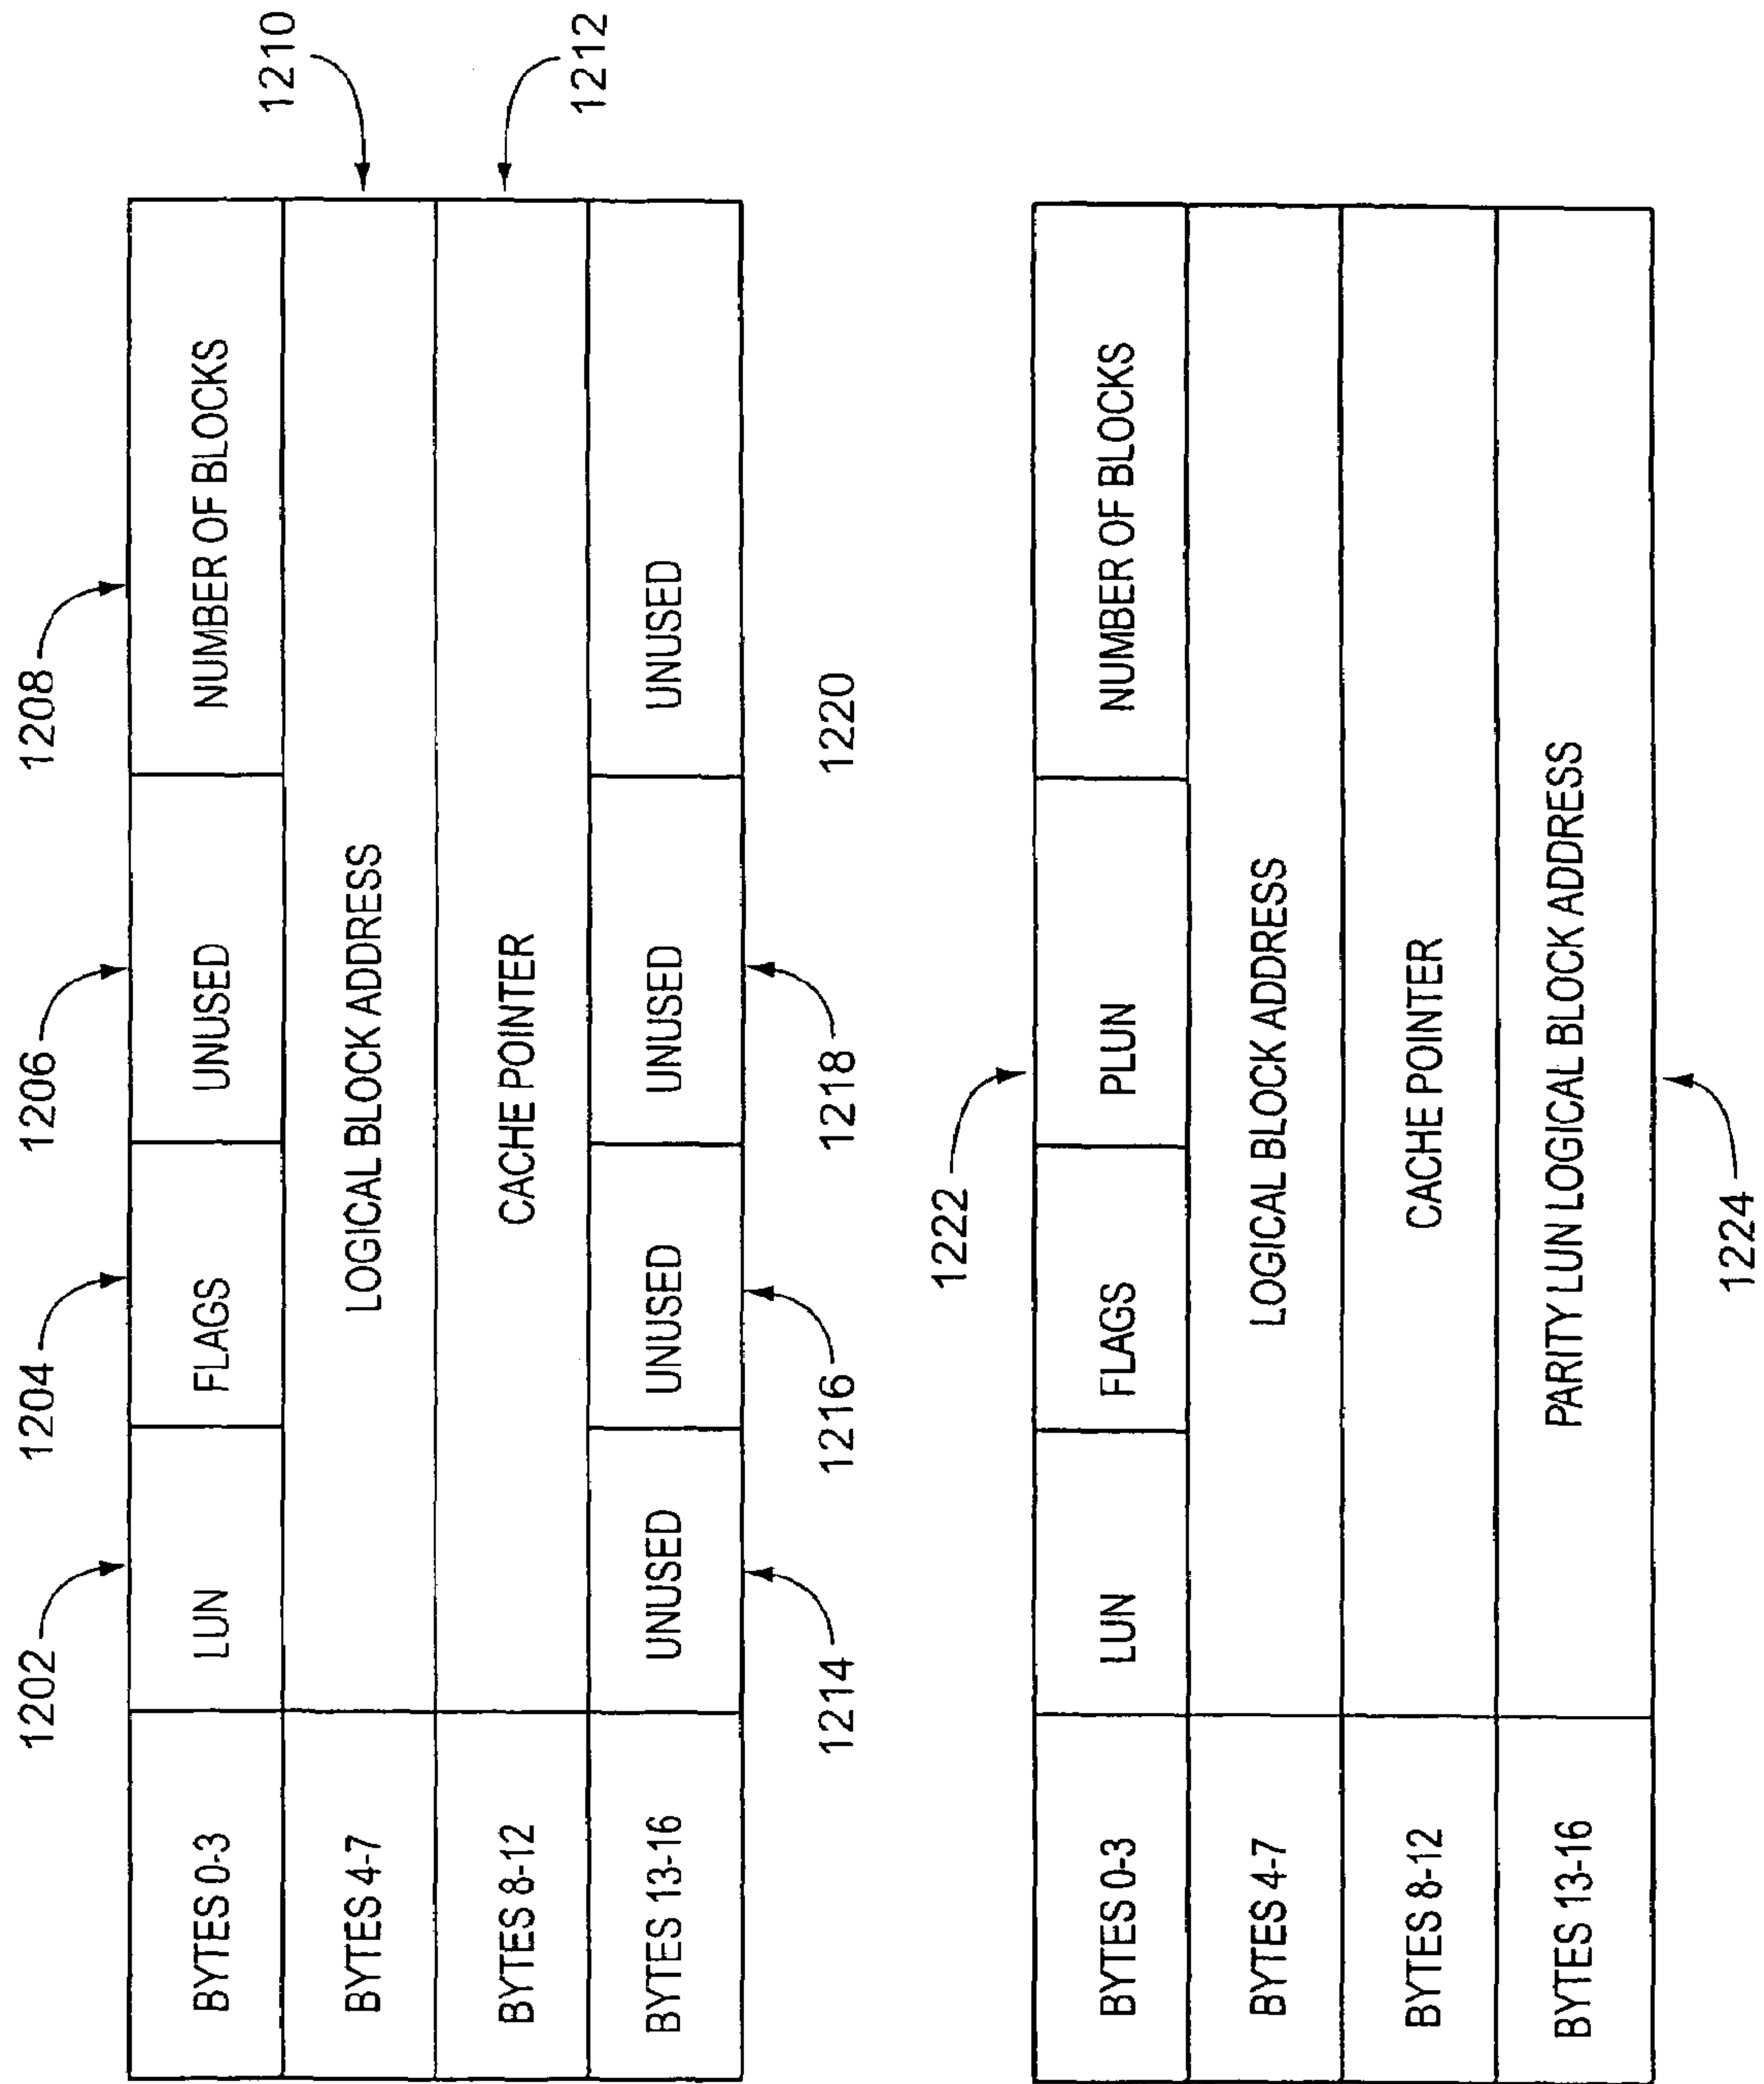 1202 1204 1206 1208
BYTES 0-3 LUN FLAGS UNUSED NUMBER OF BLOCKS
1210
BYTES 4-7 LOGICAL BLOCK ADDRESS
BYTES 8-12 CACHE POINTER
1212
BYTES 13-16 UNUSED UNUSED UNUSED UNUSED
1214 1216 1218 1220
1222
BYTES 0-3 LUN FLAGS PLUN NUMBER OF BLOCKS
BYTES 4-7 LOGICAL BLOCK ADDRESS
BYTES 8-12 CACHE POINTER
BYTES 13-16 PARITY LUN LOGICAL BLOCK ADDRESS
1224